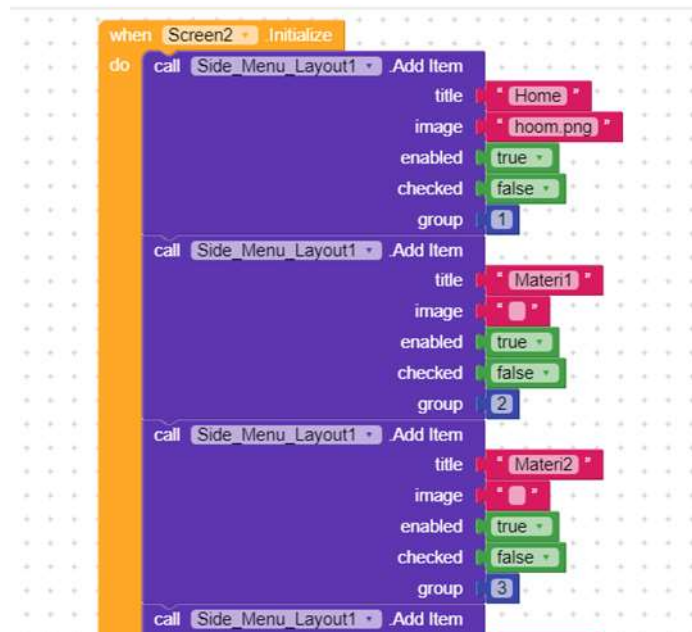 when Screen2 .Initialize
do call Side_Menu_Layout1 .Add Item
title " Home "
image " hoom.png "
enabled true
checked false
group 1
call Side_Menu_Layout1 .Add Item
title " Materi1 "
image " "
enabled true
checked false
group 2
call Side_Menu_Layout1 .Add Item
title " Materi2 "
image " "
enabled true
checked false
group 3
call Side_Menu_Layout1 .Add Item